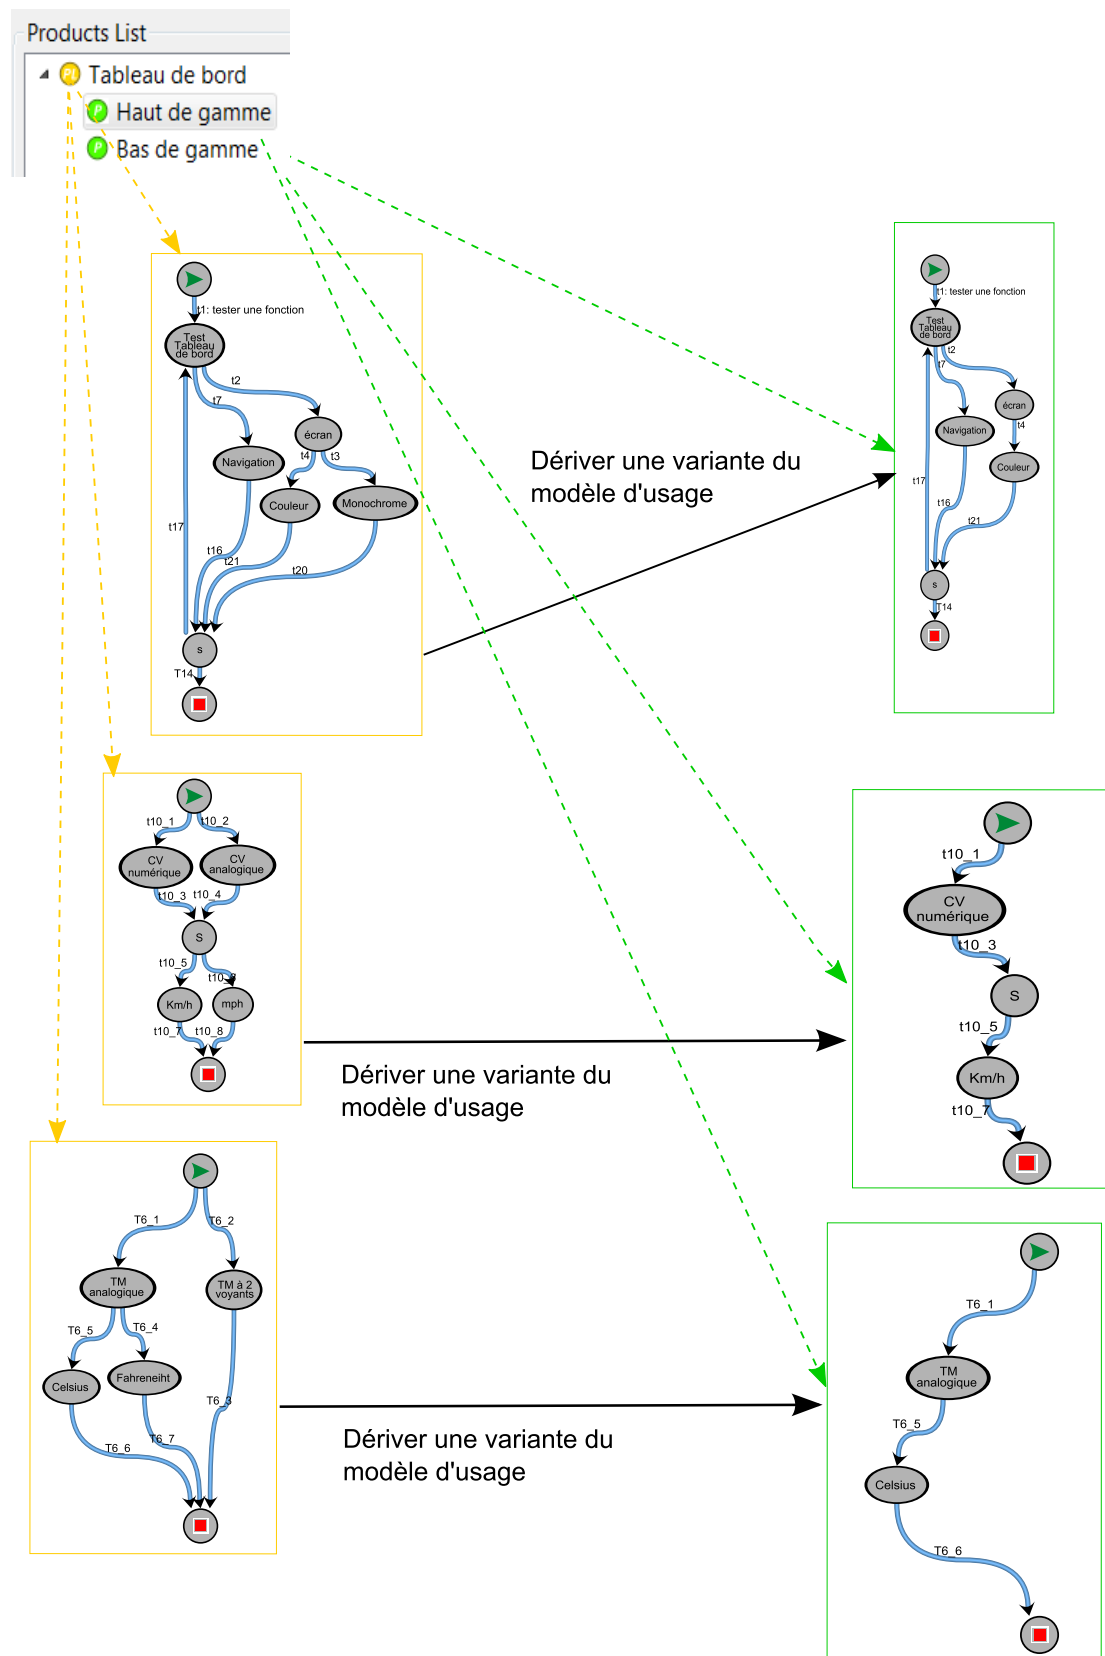 Products List
PL Tableau de bord
P Haut de gamme
P Bas de gamme
t1: tester une fonction
Test
Tableau
de bord
t2
t7
écran
t4
t3
Navigation
Couleur
Monochrome
t17
t16
t21
t20
s
T14
Dériver une variante du
modèle d'usage
t1: tester une fonction
Test
Tableau
de bord
t2
t7
écran
t4
Navigation
Couleur
t17
t16
t21
s
T14
t10_1
t10_2
CV
numérique
CV
analogique
t10_3
t10_4
S
t10_5
Km/h
mph
t10_7
t10_8
Dériver une variante du
modèle d'usage
t10_1
CV
numérique
t10_3
S
t10_5
Km/h
t10_7
T6_1
T6_2
TM
analogique
TM à 2
voyants
T6_5
T6_4
Celsius
Fahreneiht
T6_3
T6_6
T6_7
Dériver une variante du
modèle d'usage
T6_1
TM
analogique
T6_5
Celsius
T6_6